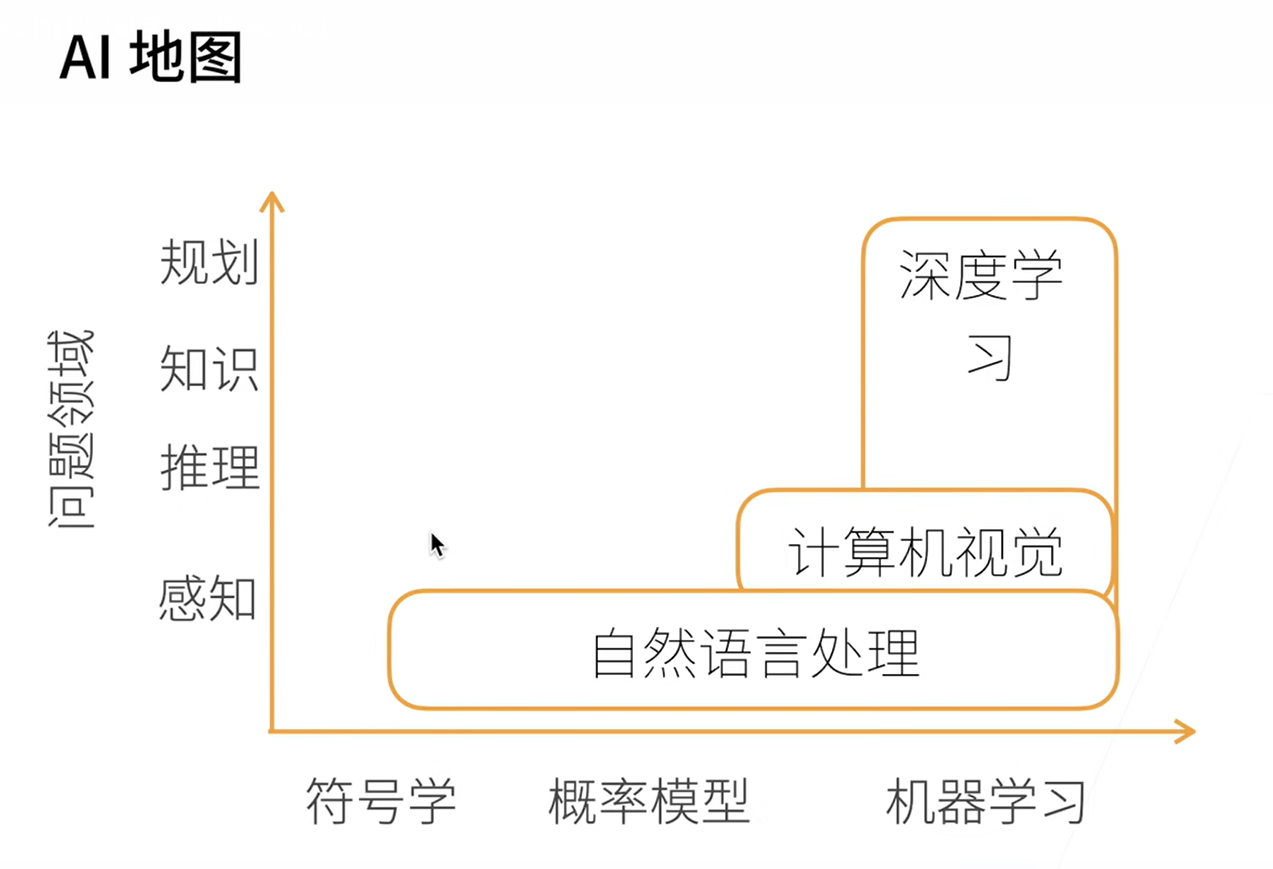 AI 地图
问题领域
规划
知识
推理
感知
深度学
习
计算机视觉
自然语言处理
符号学
概率模型
机器学习